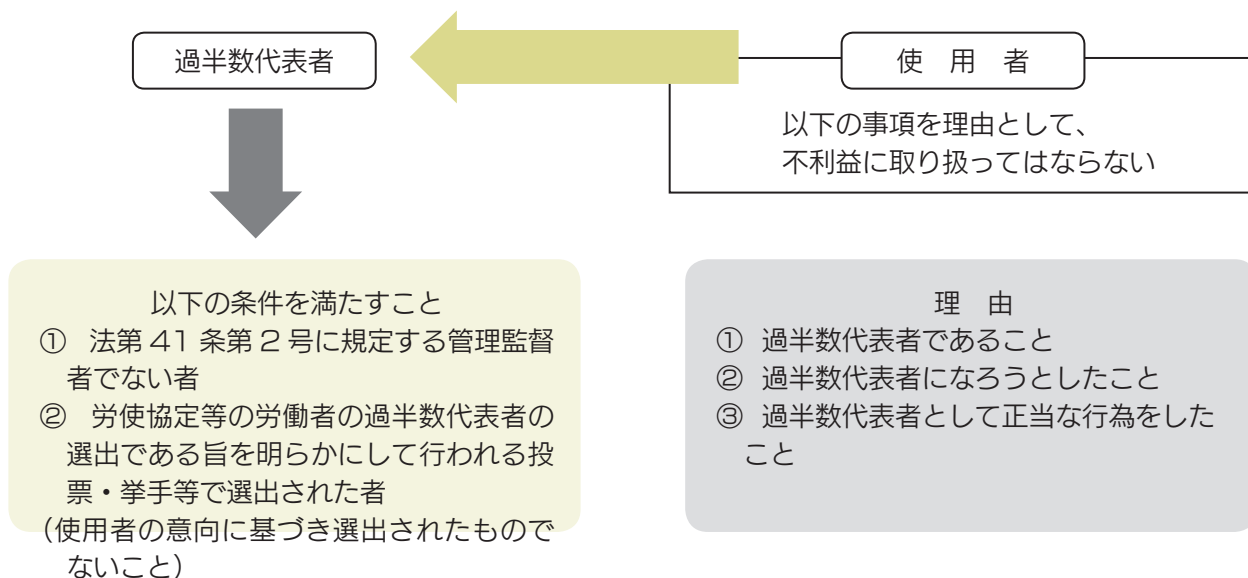 過半数代表者
使　用　者
以下の事項を理由として、
不利益に取り扱ってはならない
以下の条件を満たすこと
①　法第 41 条第 2 号に規定する管理監督
者でない者
②　労使協定等の労働者の過半数代表者の
選出である旨を明らかにして行われる投
票・挙手等で選出された者
（使用者の意向に基づき選出されたもので
ないこと）
理　由
①　過半数代表者であること
②　過半数代表者になろうとしたこと
③　過半数代表者として正当な行為をした
こと